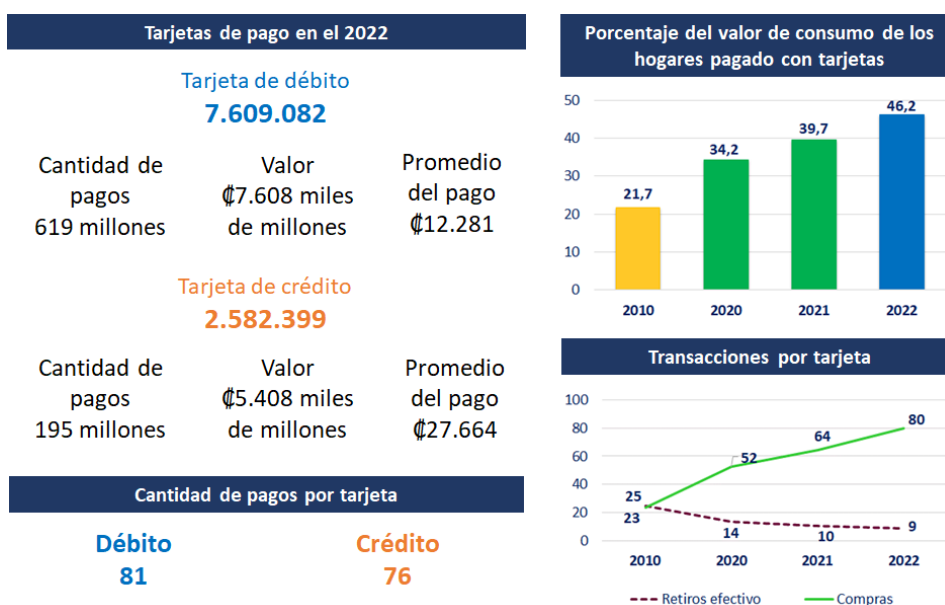 Tarjetas de pago en el 2022
Tarjeta de débito
7.609.082
Cantidad de
pagos
619 millones
Valor
₡7.608 miles
de millones
Promedio
del pago
₡12.281
Tarjeta de crédito
2.582.399
Cantidad de
pagos
195 millones
Valor
₡5.408 miles
de millones
Promedio
del pago
₡27.664
Cantidad de pagos por tarjeta
Débito
81
Crédito
76
Porcentaje del valor de consumo de los
hogares pagado con tarjetas
50
40
30
20
10
0
21,7
34,2
39,7
46,2
2010
2020
2021
2022
Transacciones por tarjeta
100
80
60
40
20
0
25
23
52
64
80
14
10
9
2010
2020
2021
2022
Retiros efectivo
Compras